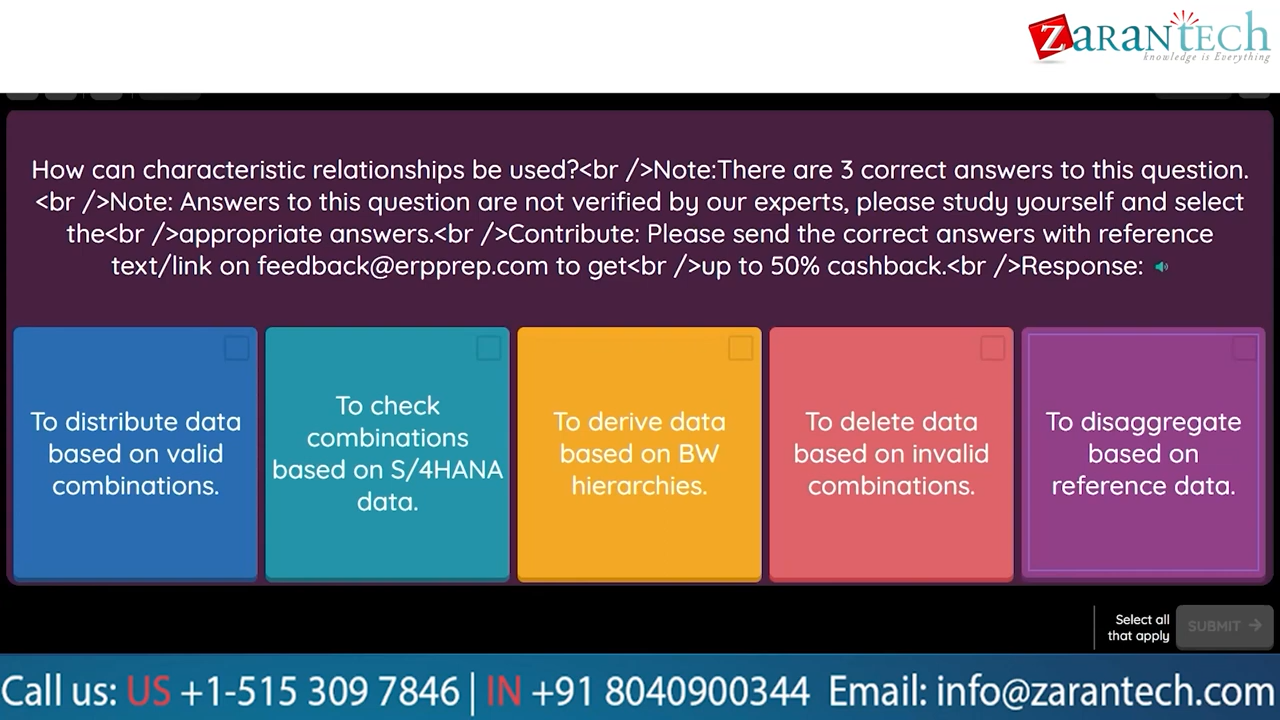 ZARANTECH
knowledge is Everything
How can characteristic relationships be used?<br />Note:There are 3 correct answers to this question.
<br />Note: Answers to this question are not verified by our experts, please study yourself and select
the<br />appropriate answers.<br />Contribute: Please send the correct answers with reference
text/link on feedback@erpprep.com to get<br />up to 50% cashback.<br />Response:
To distribute data
based on valid
combinations.
To check
combinations
based on S/4HANA
data.
To derive data
based on BW
hierarchies.
To delete data
based on invalid
combinations.
To disaggregate
based on
reference data.
Select all
that apply
SUBMIT
Call us: US +1-515 309 7846 | IN +91 8040900344 Email: info@zarantech.com